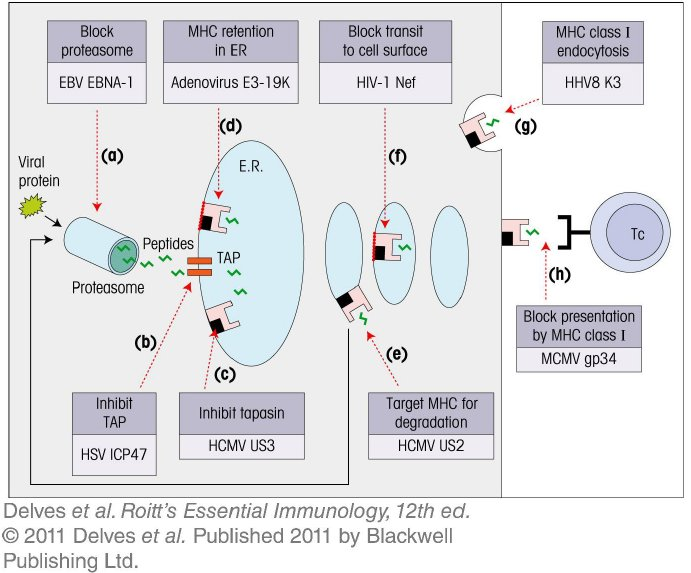 Block
proteasome
EBV EBNA-1
MHC retention
in ER
Adenovirus E3-19K
Block transit
to cell surface
HIV-1 Nef
MHC class I
endocytosis
HHV8 K3
(a)
(d)
(f)
(g)
Viral
protein
E.R.
Peptides
TAP
Proteasome
Tc
(b)
(c)
(e)
(h)
Block presentation
by MHC class I
MCMV gp34
Inhibit
TAP
HSV ICP47
Inhibit tapasin
HCMV US3
Target MHC for
degradation
HCMV US2
Delves et al. Roitt's Essential Immunology, 12th ed.
© 2011 Delves et al. Published 2011 by Blackwell
Publishing Ltd.